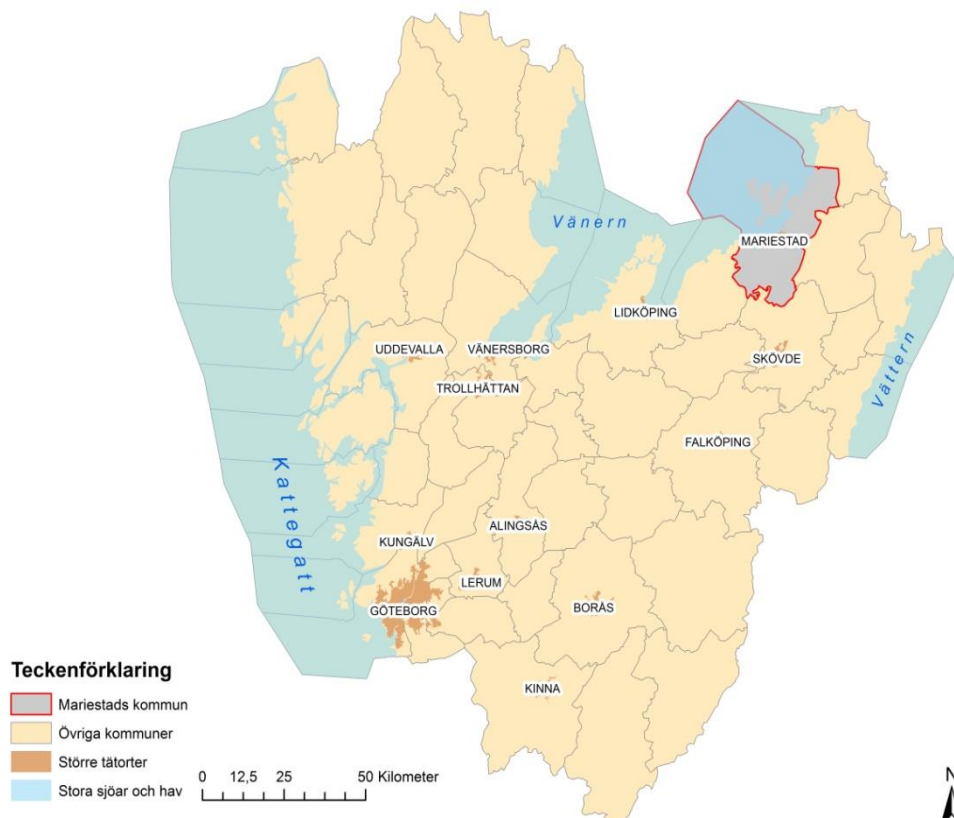 Vänern
MARIESTAD
LIDKÖPING
UDDEVALLA
VÄNERSBORG
SKÖVDE
TROLLHÄTTAN
Vättern
FALKÖPING
Kattegatt
ALINGSÅS
KUNGÄLV
LERUM
GÖTEBORG
BORÅS
KINNA
Teckenförklaring
Mariestads kommun
Övriga kommuner
Större tätorter
Stora sjöar och hav
0 12,5 25 50 Kilometer
N